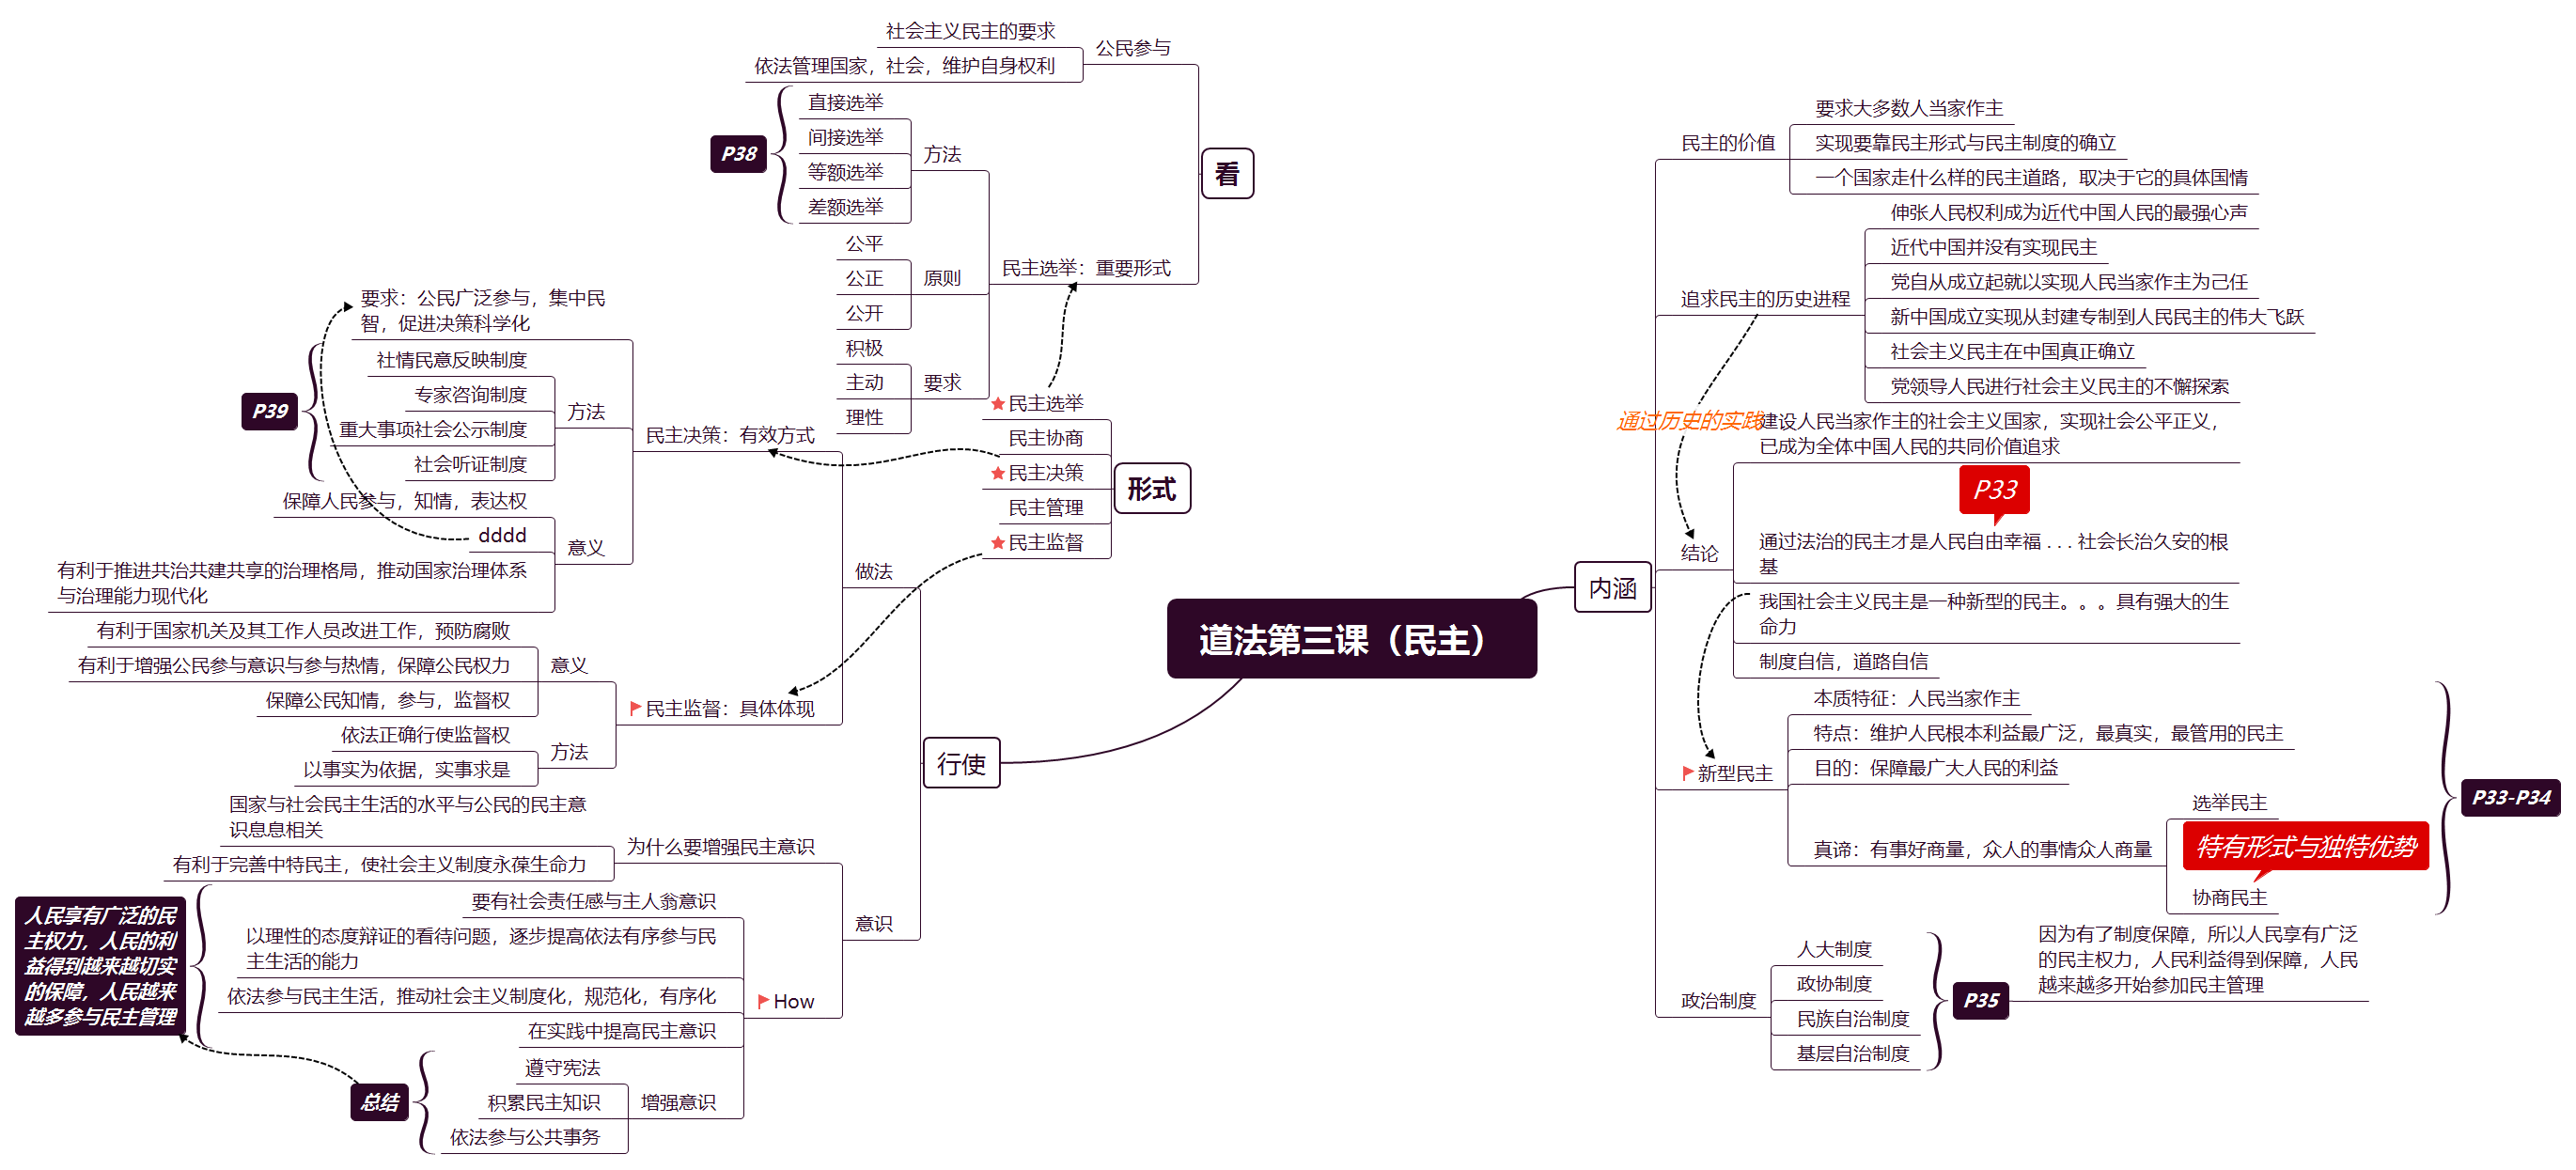 道法第三课（民主）
内涵
民主的价值
要求大多数人当家作主
实现要靠民主形式与民主制度的确立
一个国家走什么样的民主道路，取决于它的具体国情
追求民主的历史进程
伸张人民权利成为近代中国人民的最强心声
近代中国并没有实现民主
党自从成立起就以实现人民当家作主为己任
新中国成立实现从封建专制到人民民主的伟大飞跃
社会主义民主在中国真正确立
党领导人民进行社会主义民主的不懈探索
通过历史的实践
结论
建设人民当家作主的社会主义国家，实现社会公平正义，
已成为全体中国人民的共同价值追求
P33
通过法治的民主才是人民自由幸福 . . . 社会长治久安的根
基
我国社会主义民主是一种新型的民主。。。具有强大的生
命力
制度自信，道路自信
新型民主
本质特征：人民当家作主
特点：维护人民根本利益最广泛，最真实，最管用的民主
目的：保障最广大人民的利益
真谛：有事好商量，众人的事情众人商量
选举民主
特有形式与独特优势
协商民主
P33-P34
政治制度
人大制度
政协制度
民族自治制度
基层自治制度
P35
因为有了制度保障，所以人民享有广泛
的民主权力，人民利益得到保障，人民
越来越多开始参加民主管理
行使
做法
民主决策：有效方式
要求：公民广泛参与，集中民
智，促进决策科学化
方法
社情民意反映制度
专家咨询制度
重大事项社会公示制度
社会听证制度
P39
意义
保障人民参与，知情，表达权
dddd
有利于推进共治共建共享的治理格局，推动国家治理体系
与治理能力现代化
民主监督：具体体现
意义
有利于国家机关及其工作人员改进工作，预防腐败
有利于增强公民参与意识与参与热情，保障公民权力
保障公民知情，参与，监督权
方法
依法正确行使监督权
以事实为依据，实事求是
意识
为什么要增强民主意识
国家与社会民主生活的水平与公民的民主意
识息息相关
有利于完善中特民主，使社会主义制度永葆生命力
How
要有社会责任感与主人翁意识
以理性的态度辩证的看待问题，逐步提高依法有序参与民
主生活的能力
依法参与民主生活，推动社会主义制度化，规范化，有序化
在实践中提高民主意识
增强意识
遵守宪法
积累民主知识
依法参与公共事务
总结
人民享有广泛的民
主权力，人民的利
益得到越来越切实
的保障，人民越来
越多参与民主管理
看
公民参与
社会主义民主的要求
依法管理国家，社会，维护自身权利
民主选举：重要形式
方法
直接选举
间接选举
等额选举
差额选举
P38
原则
公平
公正
公开
要求
积极
主动
理性
形式
民主选举
民主协商
民主决策
民主管理
民主监督